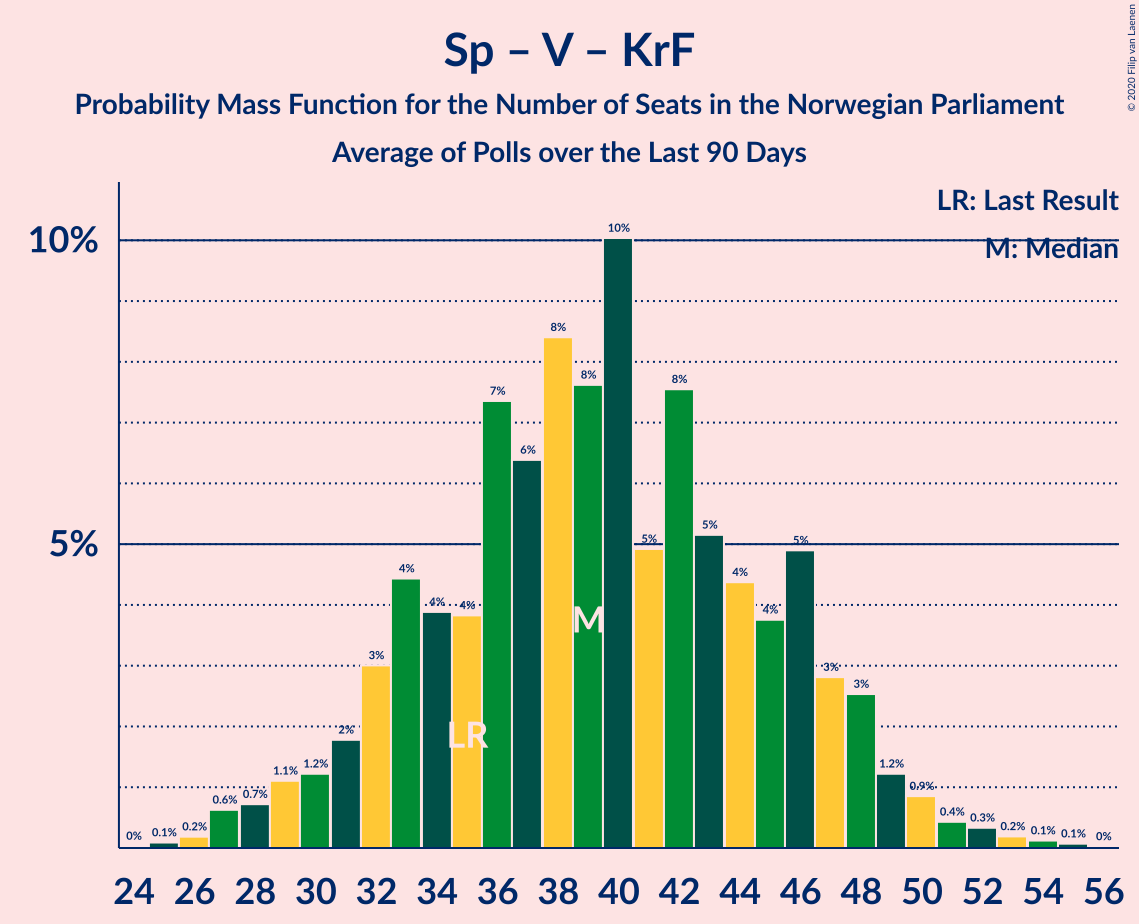 © 2020 Filip van Laenen
Sp – V – KrF
Probability Mass Function for the Number of Seats in the Norwegian Parliament
Average of Polls over the Last 90 Days
LR: Last Result
M: Median
10%
5%
0% 0.1% 0.2% 0.6% 0.7% 1.1% 1.2% 2% 3% 4% 4% 4% 7% 6% 8% 8% 10% 5% 8% 5% 4% 4% 5% 3% 3% 1.2% 0.9% 0.4% 0.3% 0.2% 0.1% 0.1% 0%
M
LR
24 26 28 30 32 34 36 38 40 42 44 46 48 50 52 54 56